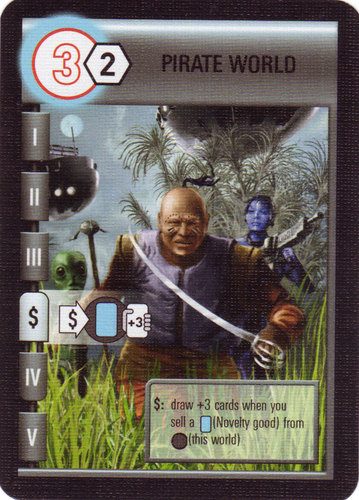 3 2 PIRATE WORLD
I
II
III
$ $ +3
IV
V
$: draw +3 cards when you
sell a (Novelty good) from
(this world)